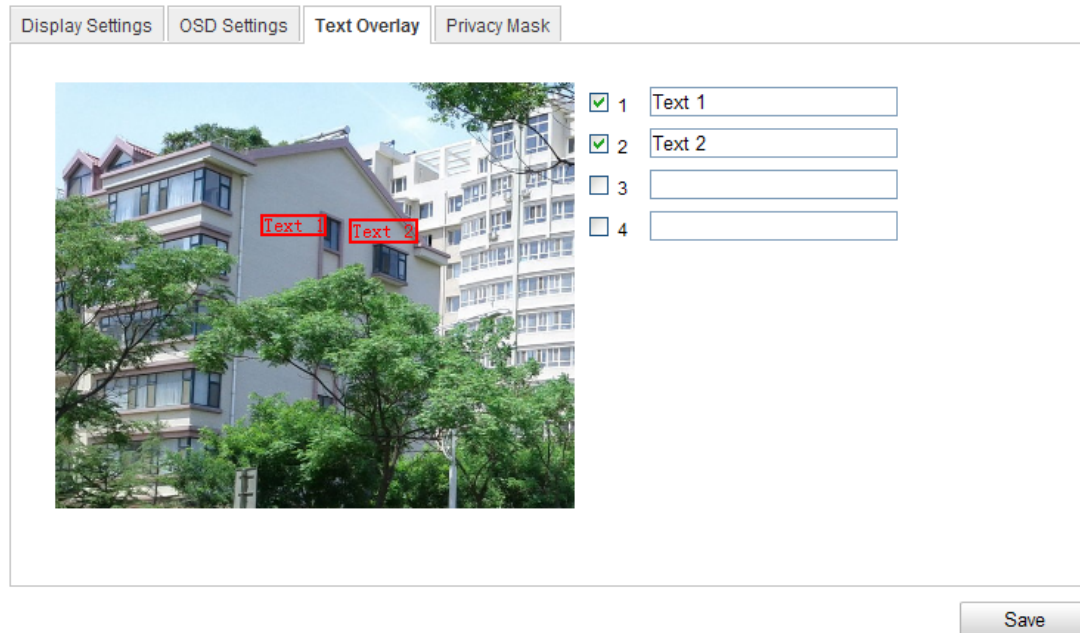 Display Settings OSD Settings Text Overlay Privacy Mask
1 Text 1
2 Text 2
3
4
Text 1 Text 2
Save